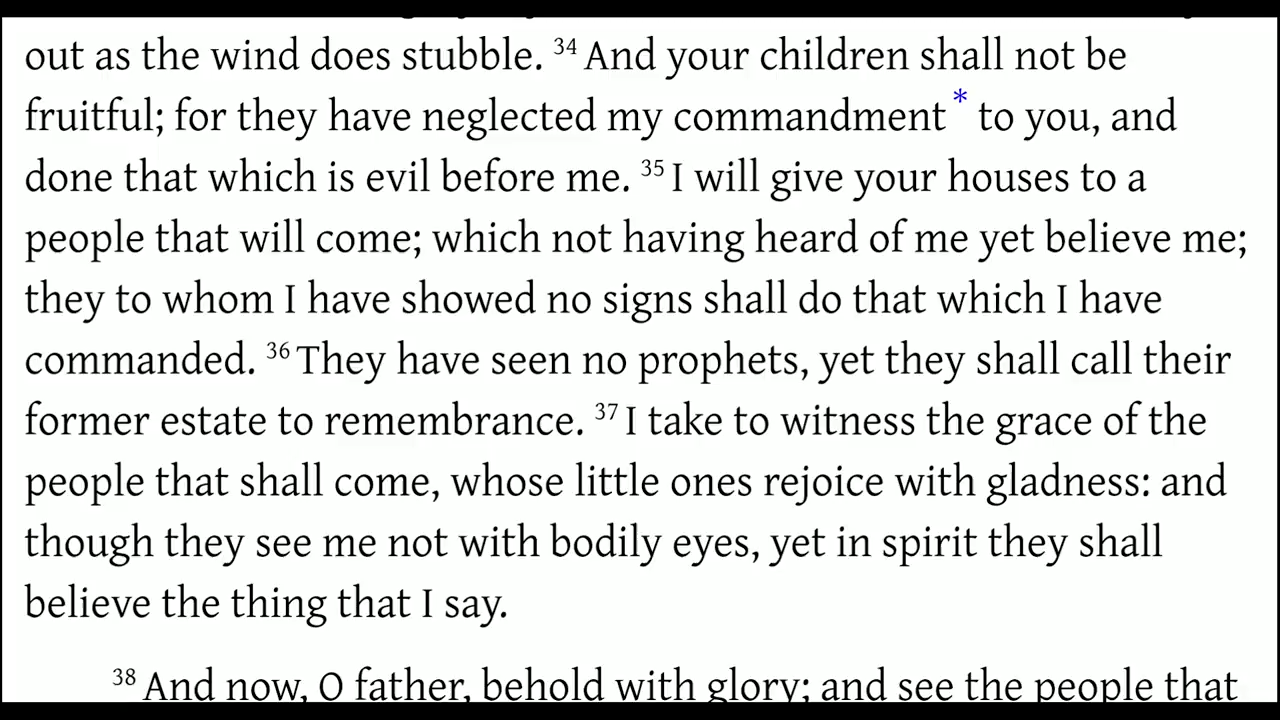 out as the wind does stubble. 34 And your children shall not be
fruitful; for they have neglected my commandment * to you, and
done that which is evil before me. 35 I will give your houses to a
people that will come; which not having heard of me yet believe me;
they to whom I have showed no signs shall do that which I have
commanded. 36 They have seen no prophets, yet they shall call their
former estate to remembrance. 37 I take to witness the grace of the
people that shall come, whose little ones rejoice with gladness: and
though they see me not with bodily eyes, yet in spirit they shall
believe the thing that I say.
38 And now, O father, behold with glory; and see the people that